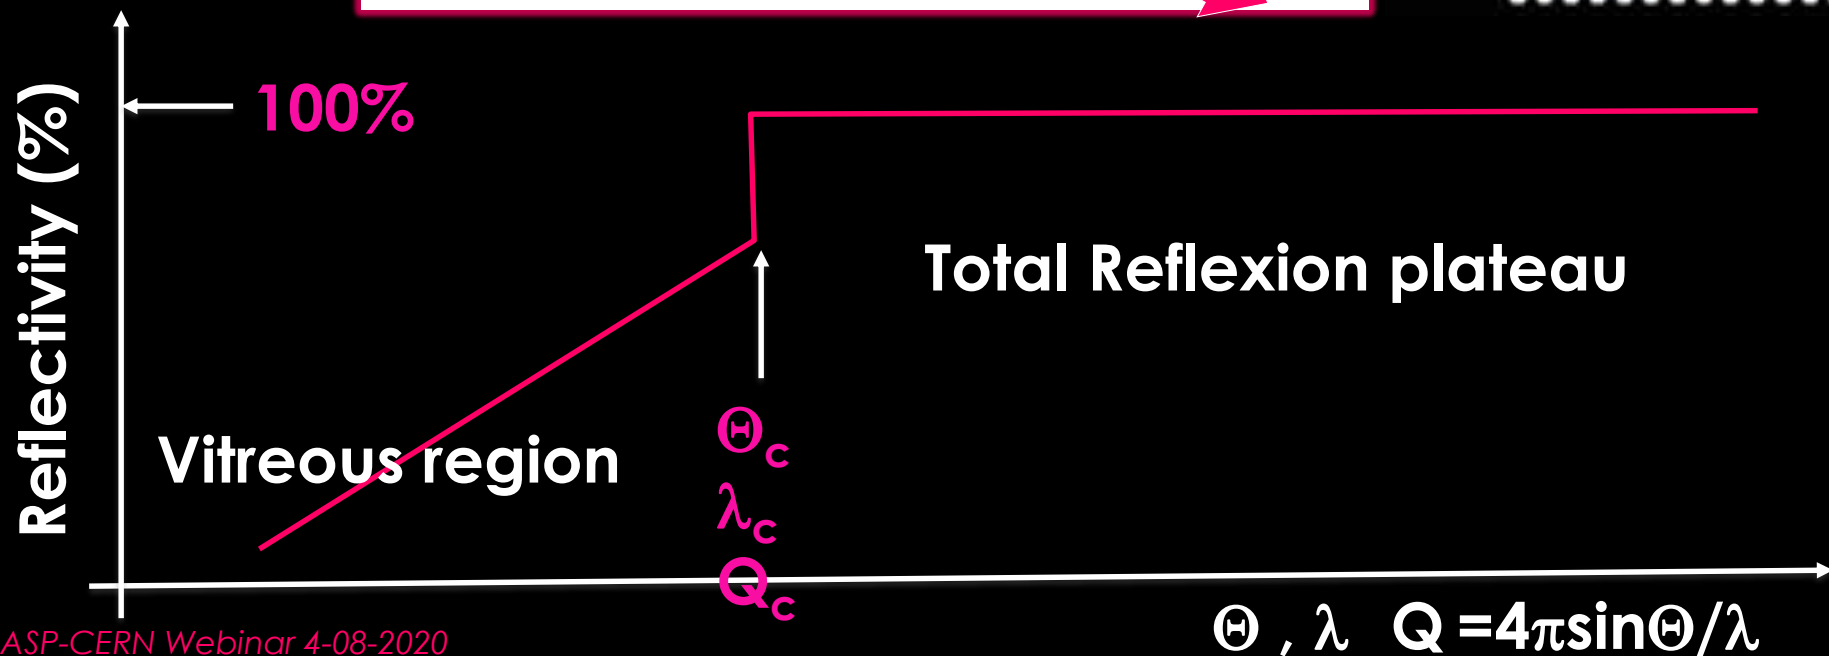 Reflectivity (%)
100%
Total Reflexion plateau
Vitreous region
Θc
λc
Qc
Θ , λ Q =4πsinΘ/λ
ASP-CERN Webinar 4-08-2020